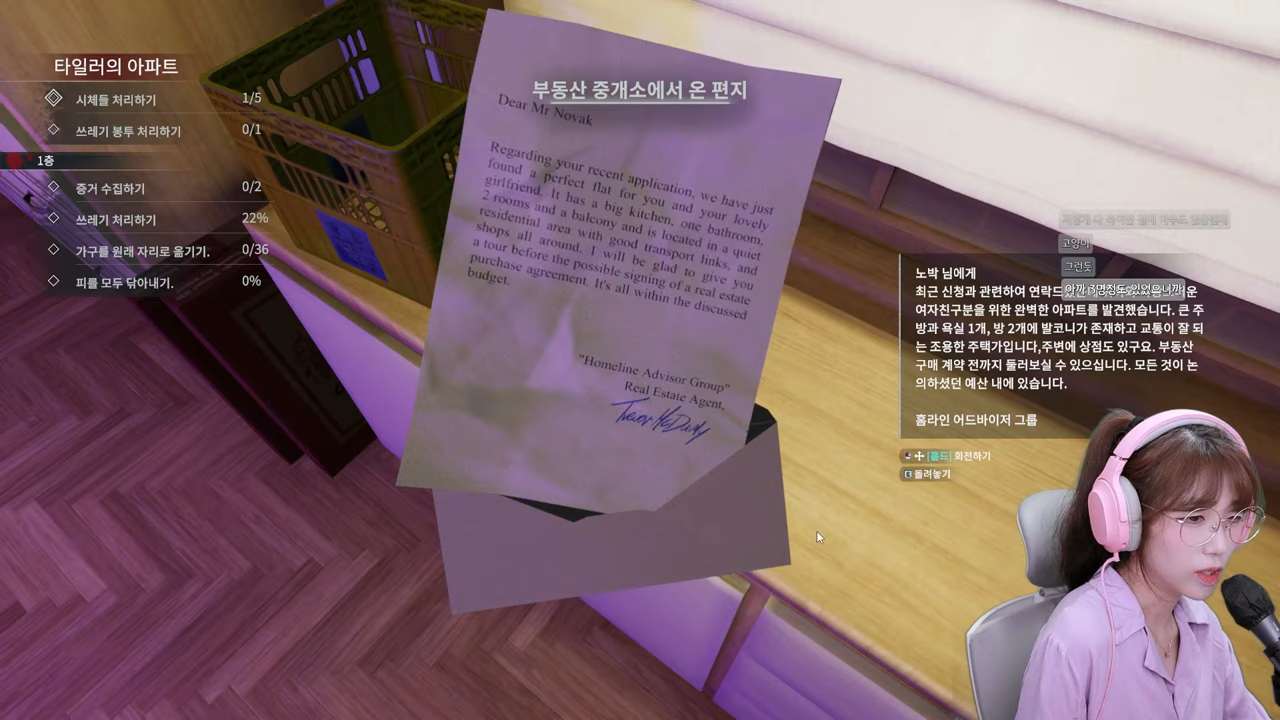 타일러의 아파트
시체들 처리하기 1/5
쓰레기 봉투 처리하기 0/1
1층
증거 수집하기 0/2
쓰레기 처리하기 22%
가구를 원래 자리로 옮기기. 0/36
피를 모두 닦아내기. 0%
부동산 중개소에서 온 편지
Dear Mr Novak
Regarding your recent application, we have just
found a perfect flat for you and your lovely
girlfriend. It has a big kitchen, one bathroom,
2 rooms and a balcony and is located in a quiet
residential area with good transport links, and
shops all around. I will be glad to give you
a tour before the possible signing of a real estate
purchase agreement. It's all within the discussed
budget.
"Homeline Advisor Group"
Real Estate Agent,
Trevor McDudy
고양이
그런듯
노박 님에게
최근 신청과 관련하여 연락드
여자친구분을 위한 완벽한 아파트를 발견했습니다. 큰 주
방과 욕실 1개, 방 2개에 발코니가 존재하고 교통이 잘 되
는 조용한 주택가입니다,주변에 상점도 있구요. 부동산
구매 계약 전까지 둘러보실 수 있으십니다. 모든 것이 논
의하셨던 예산 내에 있습니다.
홈라인 어드바이저 그룹
[홀드] 회전하기
E 돌려놓기